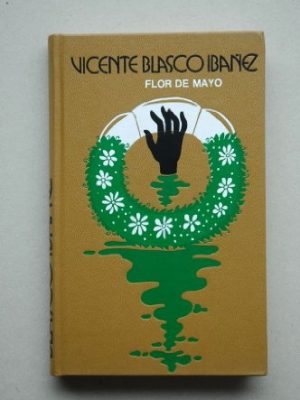 VICENTE BLASCO IBAÑEZ
FLOR DE MAYO